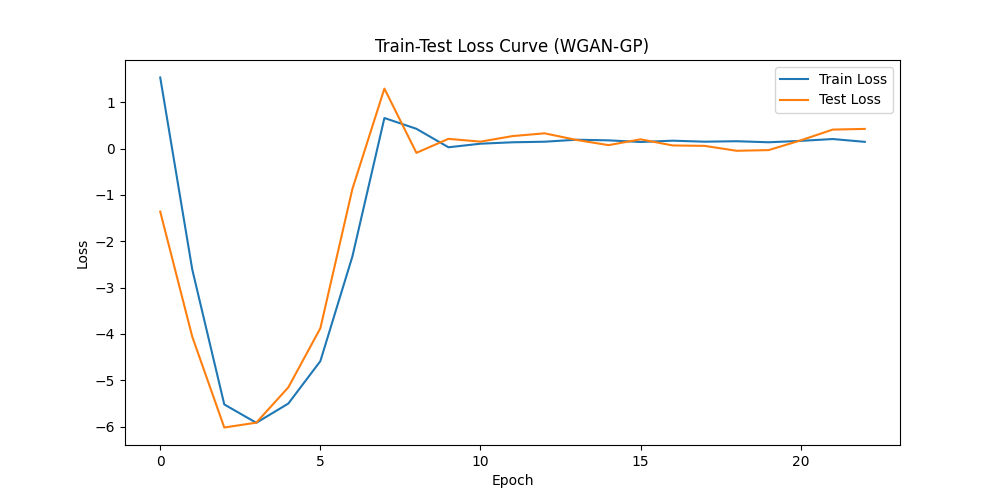 Train-Test Loss Curve (WGAN-GP)
Train Loss
Test Loss
1
0
−1
−2
−3
−4
−5
−6
Loss
0
5
10
15
20
Epoch